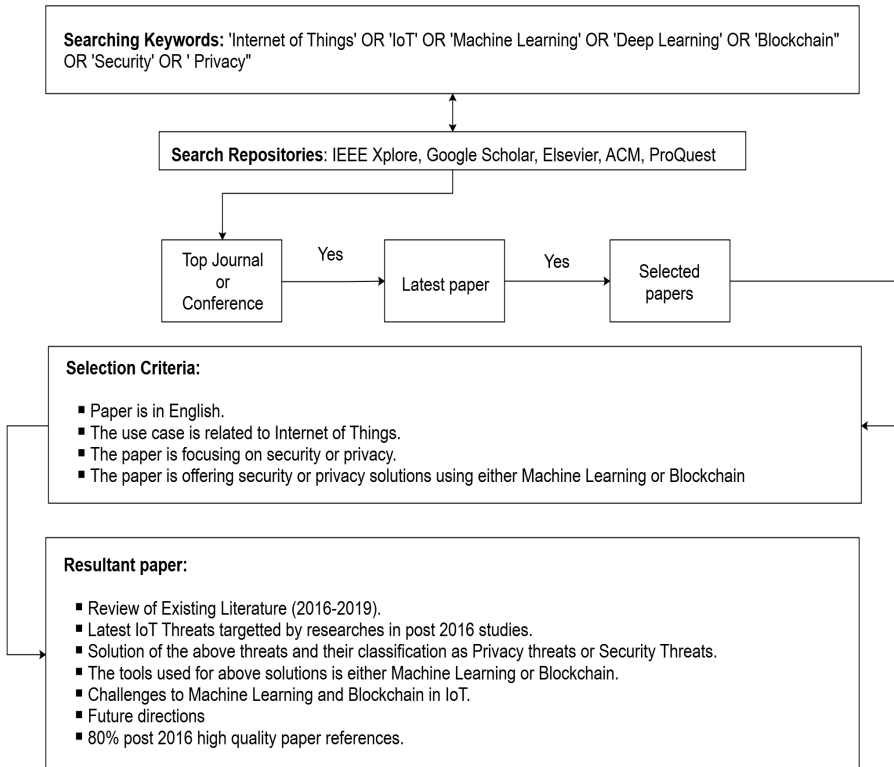 Searching Keywords: 'Internet of Things' OR 'IoT' OR 'Machine Learning' OR 'Deep Learning' OR 'Blockchain"
OR 'Security' OR ' Privacy"
Search Repositories: IEEE Xplore, Google Scholar, Elsevier, ACM, ProQuest
Top Journal
or
Conference
Yes
Latest paper
Yes
Selected
papers
Selection Criteria:
▪ Paper is in English.
▪ The use case is related to Internet of Things.
▪ The paper is focusing on security or privacy.
▪ The paper is offering security or privacy solutions using either Machine Learning or Blockchain
Resultant paper:
▪ Review of Existing Literature (2016-2019).
▪ Latest IoT Threats targetted by researches in post 2016 studies.
▪ Solution of the above threats and their classification as Privacy threats or Security Threats.
▪ The tools used for above solutions is either Machine Learning or Blockchain.
▪ Challenges to Machine Learning and Blockchain in IoT.
▪ Future directions
▪ 80% post 2016 high quality paper references.